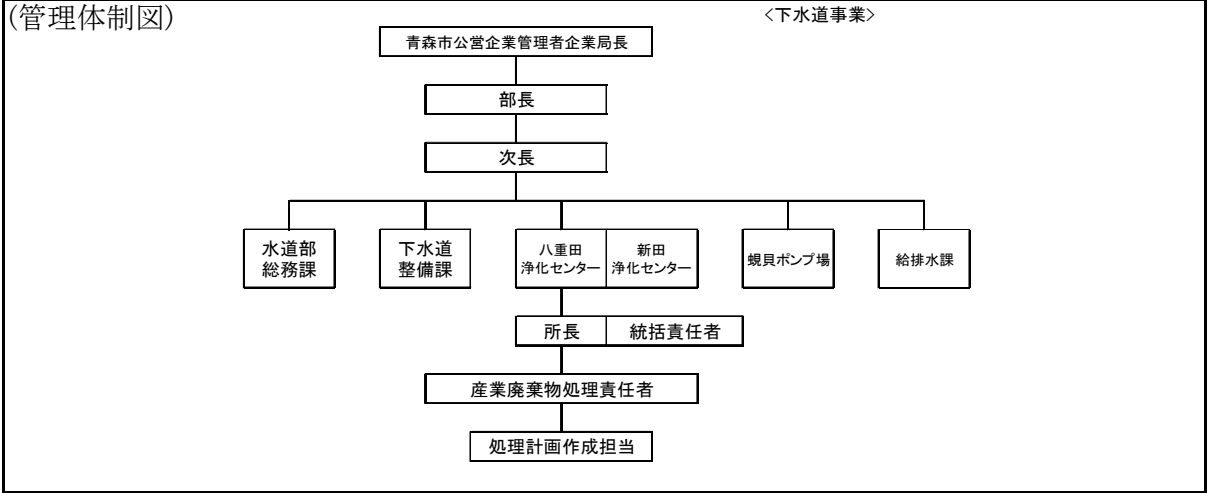 (管理体制図)
<下水道事業>
青森市公営企業管理者企業局長
部長
次長
水道部
総務課
下水道
整備課
八重田
浄化センター
新田
浄化センター
蜆貝ポンプ場
給排水課
所長
統括責任者
産業廃棄物処理責任者
処理計画作成担当